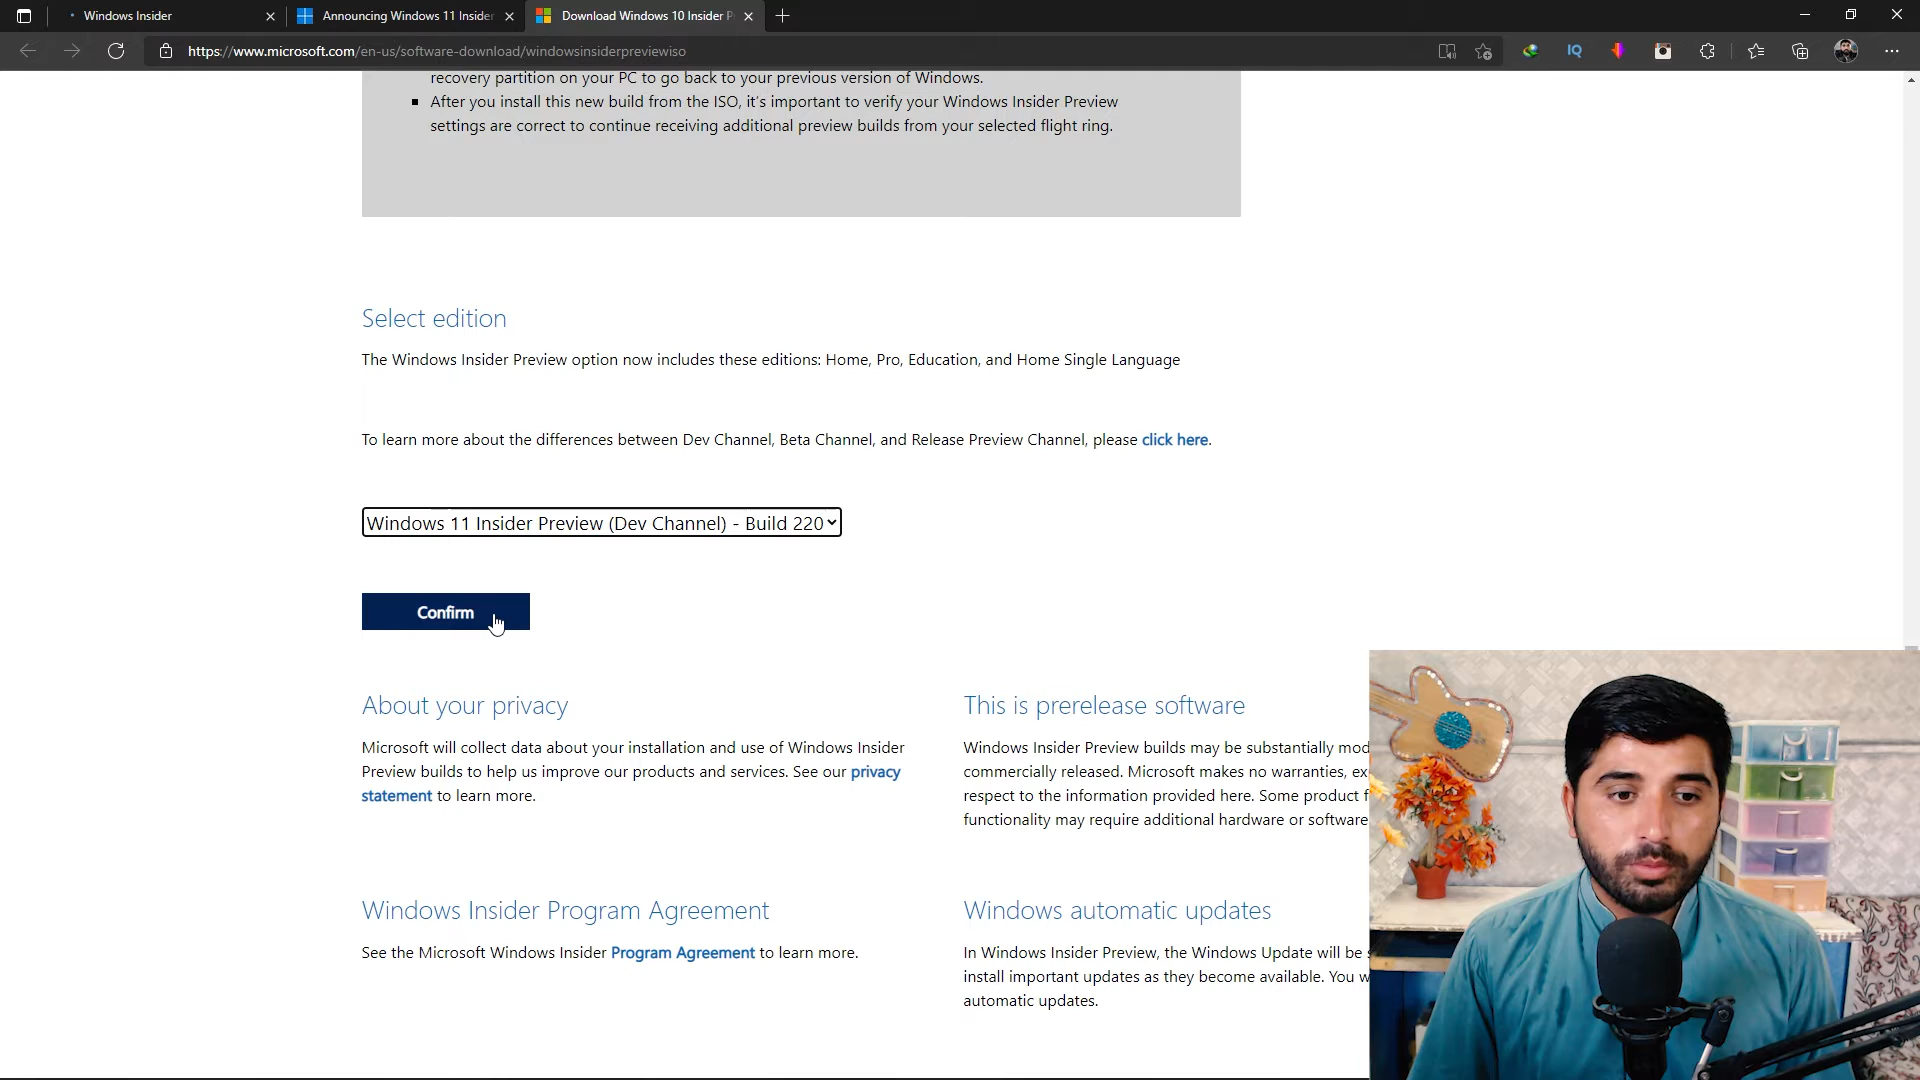 Windows Insider
Announcing Windows 11 Insider
Download Windows 10 Insider P
https://www.microsoft.com/en-us/software-download/windowsinsiderpreviewiso
IQ
recovery partition on your PC to go back to your previous version of Windows.
After you install this new build from the ISO, it's important to verify your Windows Insider Preview
settings are correct to continue receiving additional preview builds from your selected flight ring.
Select edition
The Windows Insider Preview option now includes these editions: Home, Pro, Education, and Home Single Language
To learn more about the differences between Dev Channel, Beta Channel, and Release Preview Channel, please click here.
Windows 11 Insider Preview (Dev Channel) - Build 220
Confirm
About your privacy
Microsoft will collect data about your installation and use of Windows Insider
Preview builds to help us improve our products and services. See our privacy
statement to learn more.
This is prerelease software
Windows Insider Preview builds may be substantially mod
commercially released. Microsoft makes no warranties, ex
respect to the information provided here. Some product f
functionality may require additional hardware or software
Windows Insider Program Agreement
See the Microsoft Windows Insider Program Agreement to learn more.
Windows automatic updates
In Windows Insider Preview, the Windows Update will be s
install important updates as they become available. You w
automatic updates.